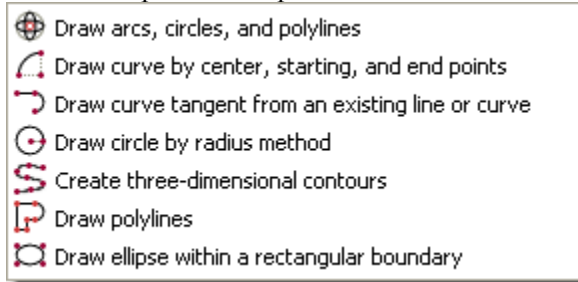 Draw arcs, circles, and polylines
Draw curve by center, starting, and end points
Draw curve tangent from an existing line or curve
Draw circle by radius method
Create three-dimensional contours
Draw polylines
Draw ellipse within a rectangular boundary